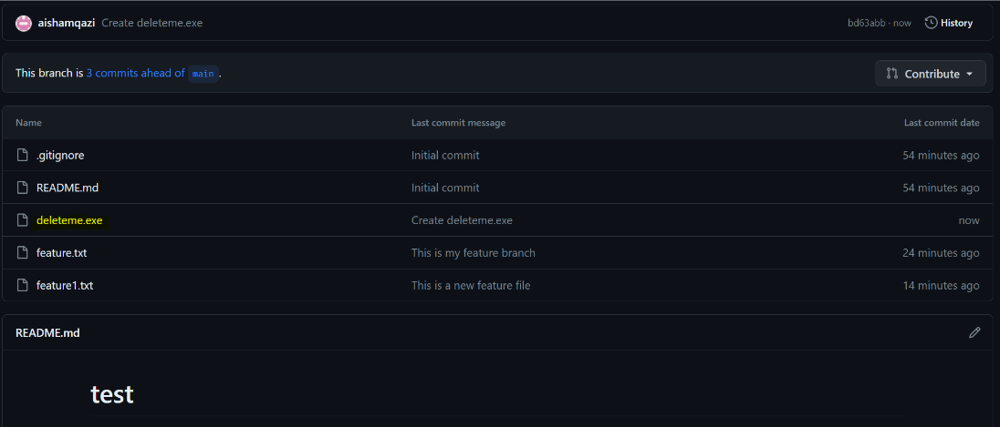 aishamqazi Create deleteme.exe bd63abb · now History
This branch is 3 commits ahead of main.
Contribute
Name Last commit message Last commit date
.gitignore Initial commit 54 minutes ago
README.md Initial commit 54 minutes ago
deleteme.exe Create deleteme.exe now
feature.txt This is my feature branch 24 minutes ago
feature1.txt This is a new feature file 14 minutes ago
README.md
test